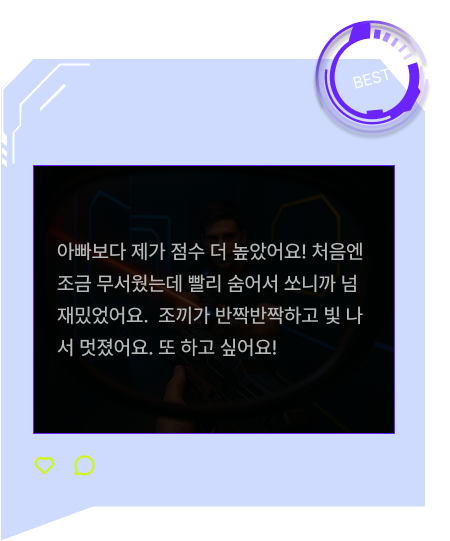 BEST
아빠보다 제가 점수 더 높았어요! 처음엔
조금 무서웠는데 빨리 숨어서 쏘니까 넘
재밌었어요.  조끼가 반짝반짝하고 빛 나
서 멋졌어요. 또 하고 싶어요!